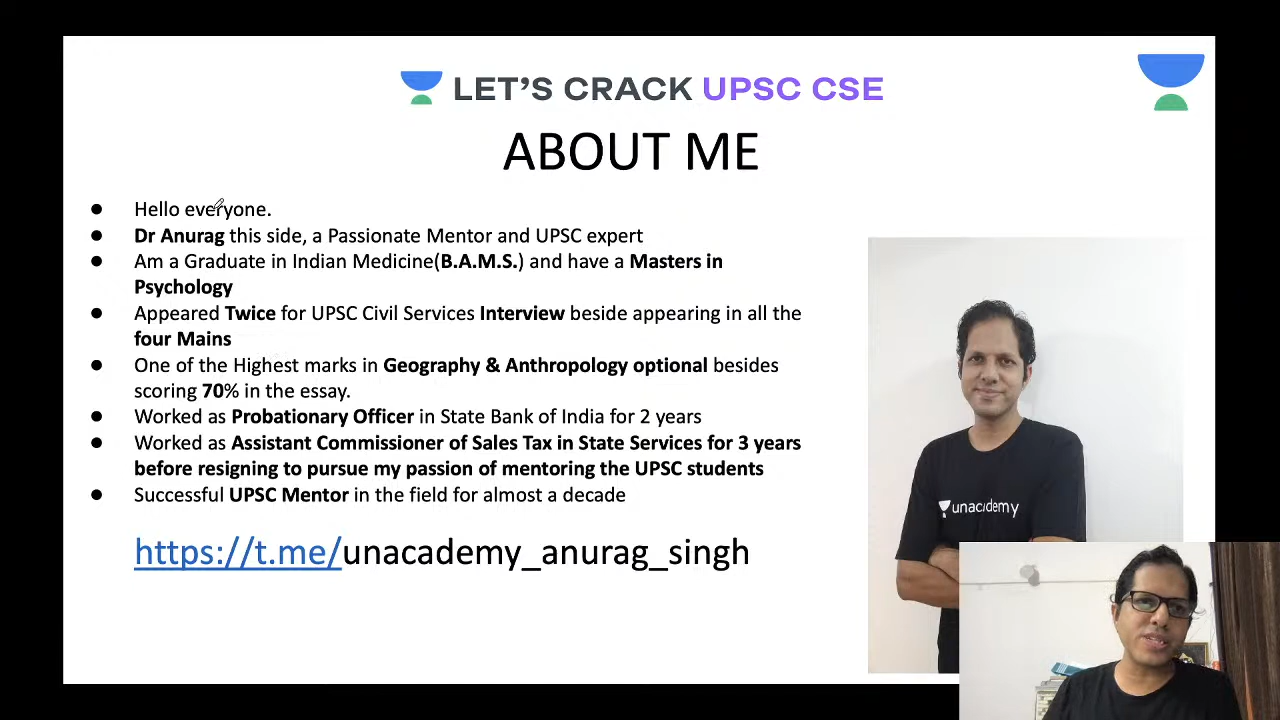 LET'S CRACK UPSC CSE
ABOUT ME
● Hello everyone.
● Dr Anurag this side, a Passionate Mentor and UPSC expert
● Am a Graduate in Indian Medicine(B.A.M.S.) and have a Masters in
Psychology
● Appeared Twice for UPSC Civil Services Interview beside appearing in all the
four Mains
● One of the Highest marks in Geography & Anthropology optional besides
scoring 70% in the essay.
● Worked as Probationary Officer in State Bank of India for 2 years
● Worked as Assistant Commissioner of Sales Tax in State Services for 3 years
before resigning to pursue my passion of mentoring the UPSC students
● Successful UPSC Mentor in the field for almost a decade
https://t.me/unacademy_anurag_singh
unacademy